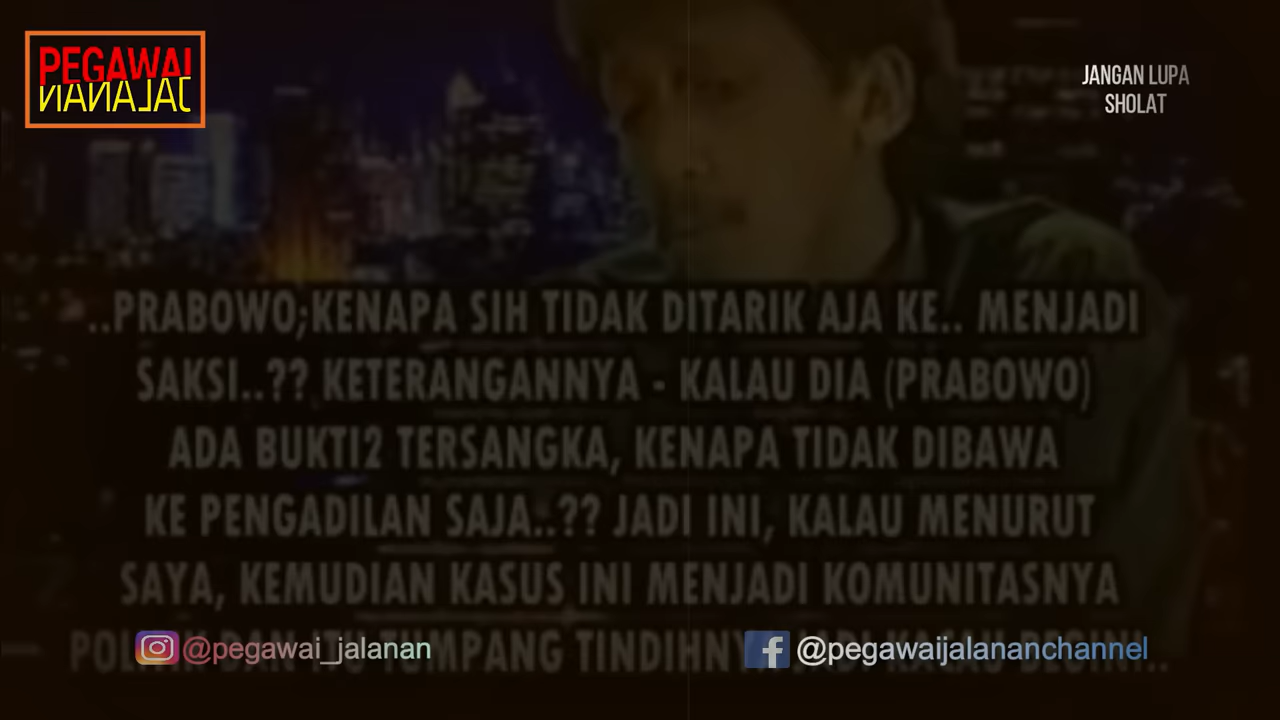 PEGAWAI
JALANAN
JANGAN LUPA
SHOLAT
..PRABOWO;KENAPA SIH TIDAK DITARIK AJA KE.. MENJADI
SAKSI..?? KETERANGANNYA - KALAU DIA (PRABOWO)
ADA BUKTI2 TERSANGKA, KENAPA TIDAK DIBAWA
KE PENGADILAN SAJA..?? JADI INI, KALAU MENURUT
SAYA, KEMUDIAN KASUS INI MENJADI KOMUNITASNYA
TUMPANG
@pegawai_jalanan
@pegawaijalananchannel